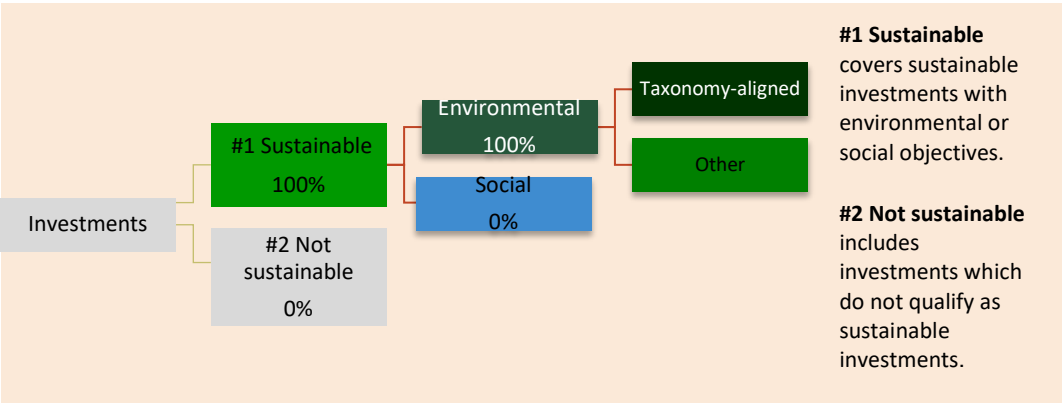 Investments
#1 Sustainable
100%
#2 Not
sustainable
0%
Environmental
100%
Social
0%
Taxonomy-aligned
Other
#1 Sustainable
covers sustainable
investments with
environmental or
social objectives.
#2 Not sustainable
includes
investments which
do not qualify as
sustainable
investments.